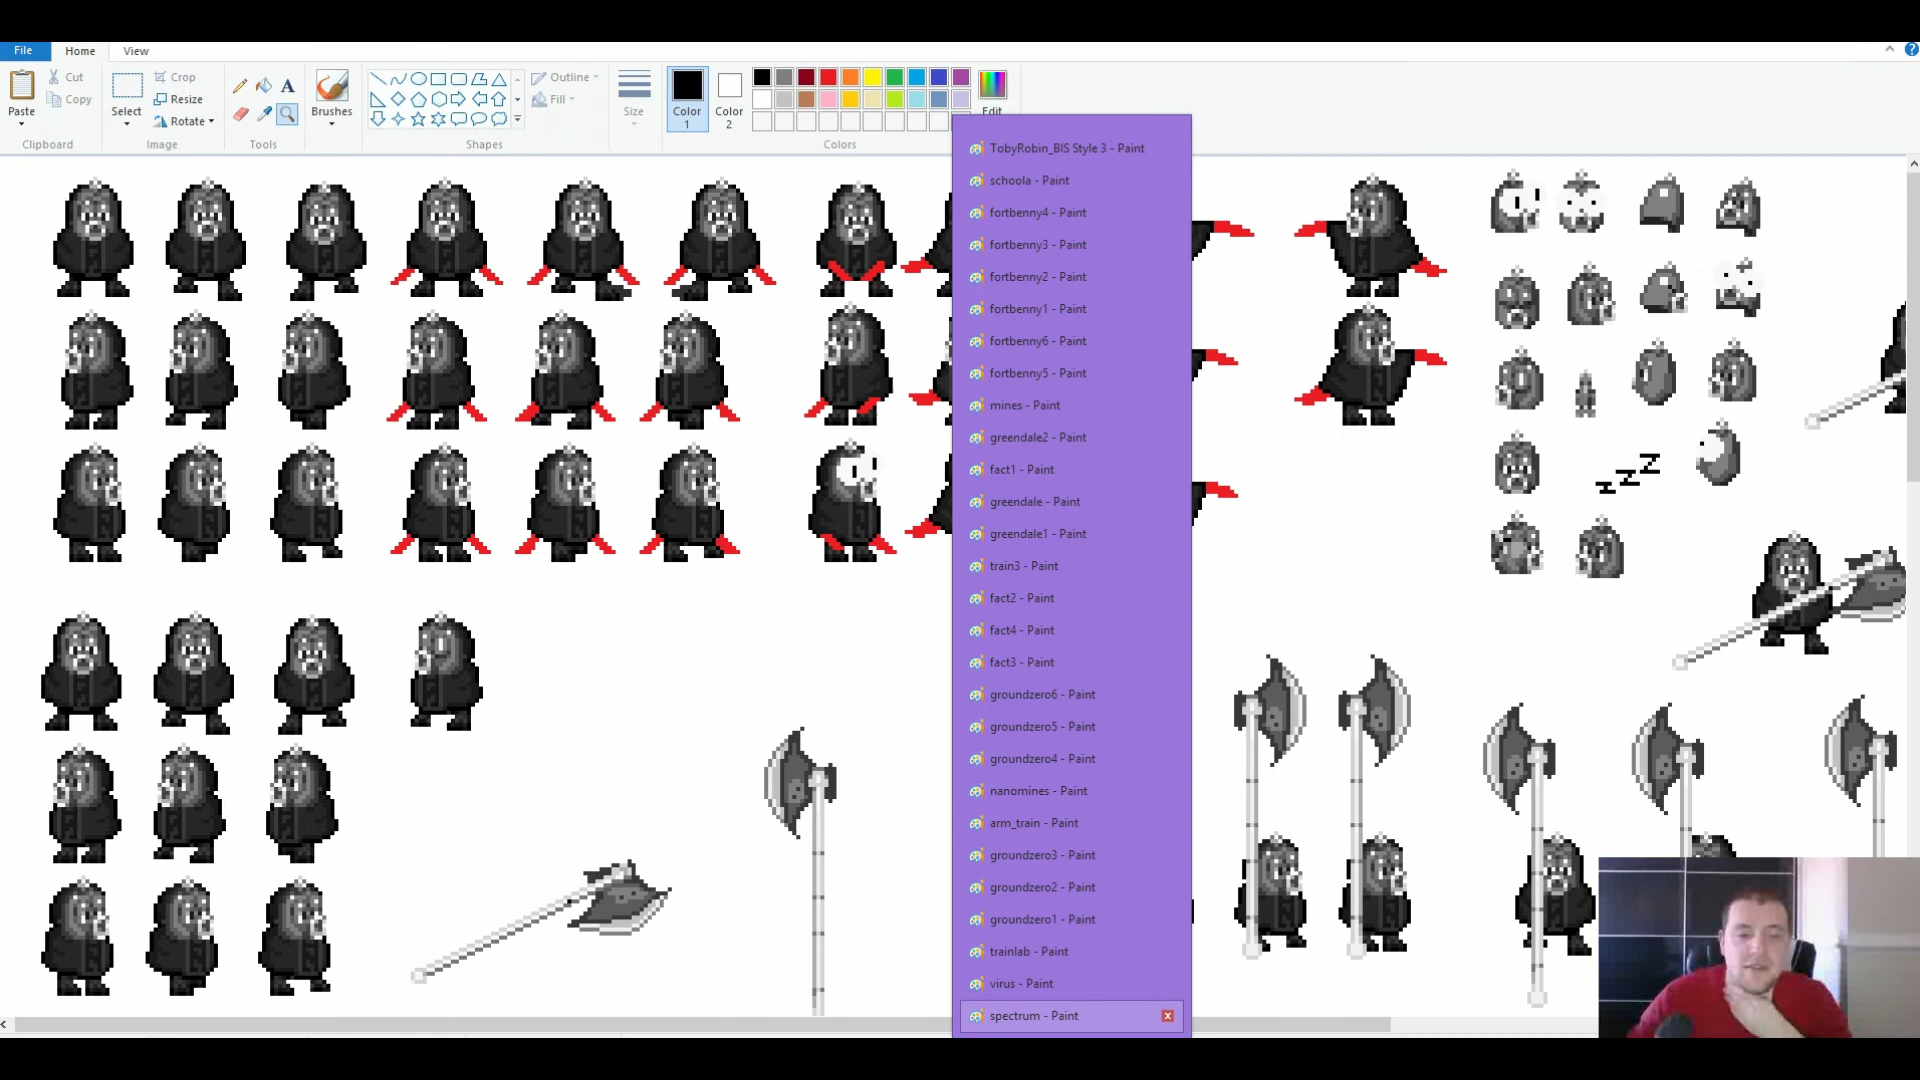 File Home View
Paste
Cut
Copy
Clipboard
Select
Crop
Resize
Rotate
Image
A
Tools
Brushes
Shapes
Outline
Fill
Size
Color
1
Color
2
Edit
Colors
TobyRobin_BIS Style 3 - Paint
schoola - Paint
fortbenny4 - Paint
fortbenny3 - Paint
fortbenny2 - Paint
fortbenny1 - Paint
fortbenny6 - Paint
fortbenny5 - Paint
mines - Paint
greendale2 - Paint
fact1 - Paint
greendale - Paint
greendale1 - Paint
train3 - Paint
fact2 - Paint
fact4 - Paint
fact3 - Paint
groundzero6 - Paint
groundzero5 - Paint
groundzero4 - Paint
nanomines - Paint
arm_train - Paint
groundzero3 - Paint
groundzero2 - Paint
groundzero1 - Paint
trainlab - Paint
virus - Paint
spectrum - Paint
z z z